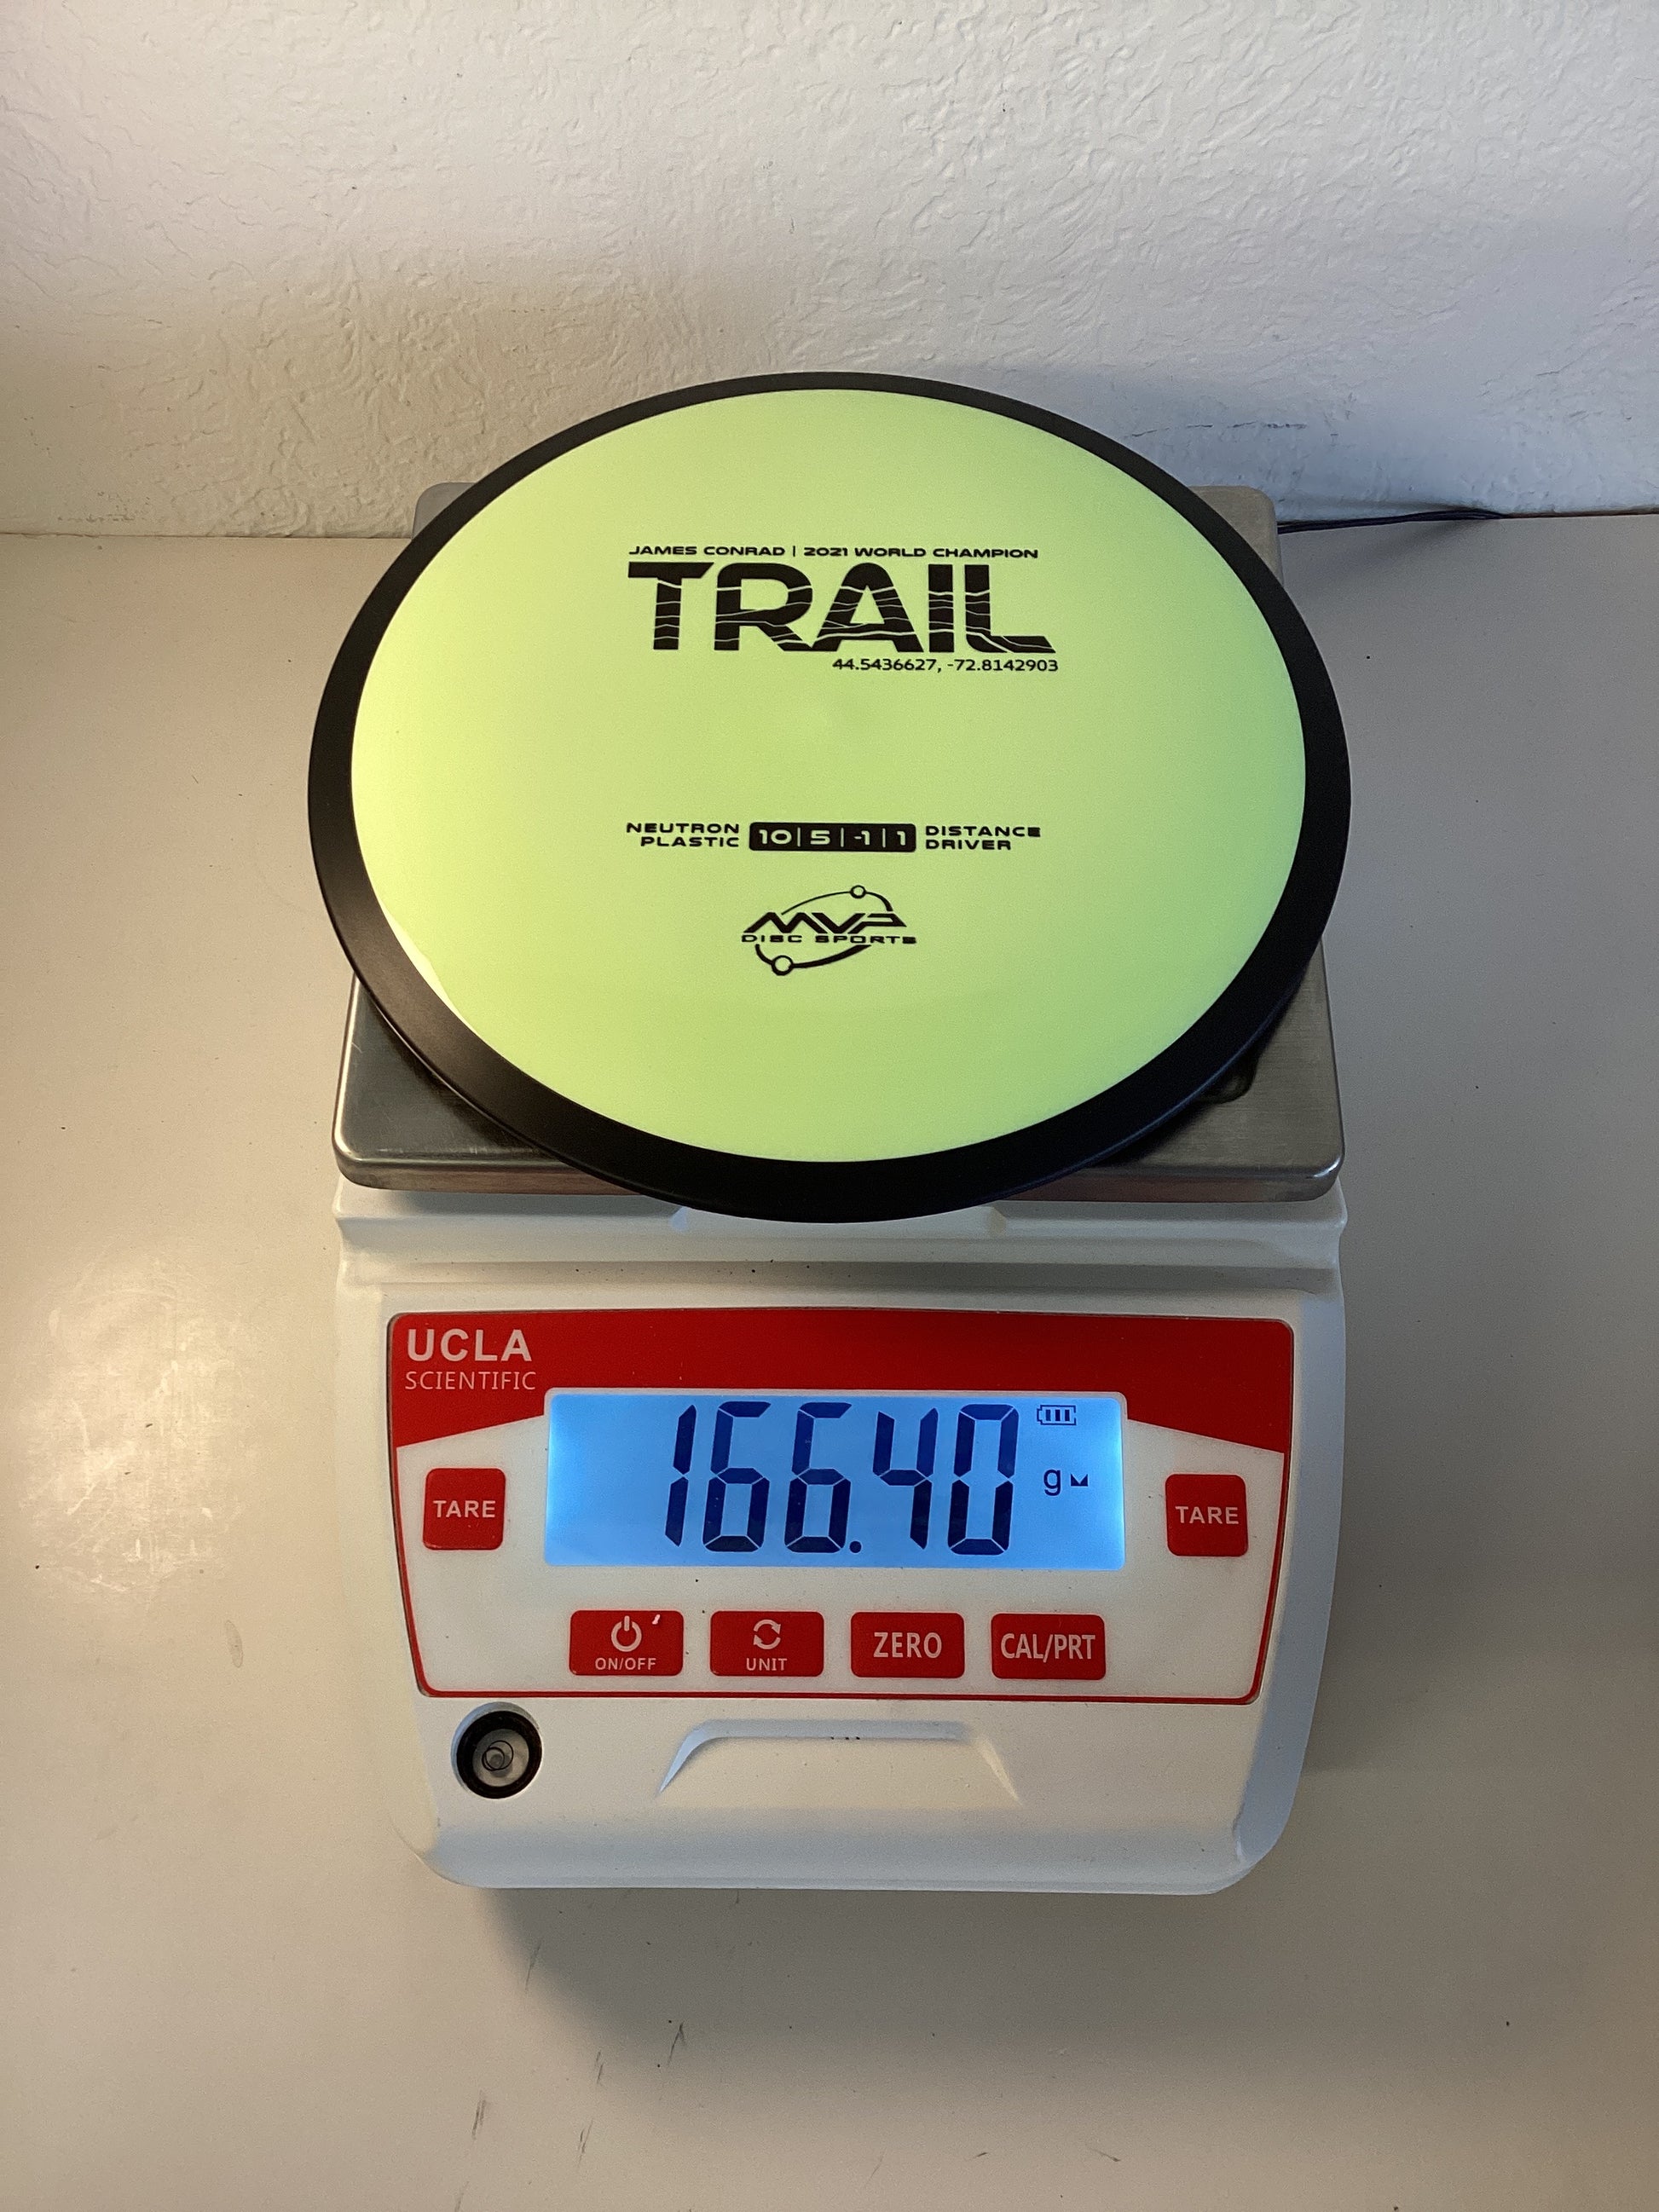 JAMES CONRAD | 2021 WORLD CHAMPION
TRAIL
44.5436627, -72.8142903
NEUTRON PLASTIC 10|5|-1|1 DISTANCE DRIVER
MVP
DISC SPORTS
UCLA
SCIENTIFIC
166.40 g
TARE
TARE
ON/OFF
UNIT
ZERO
CAL/PRT